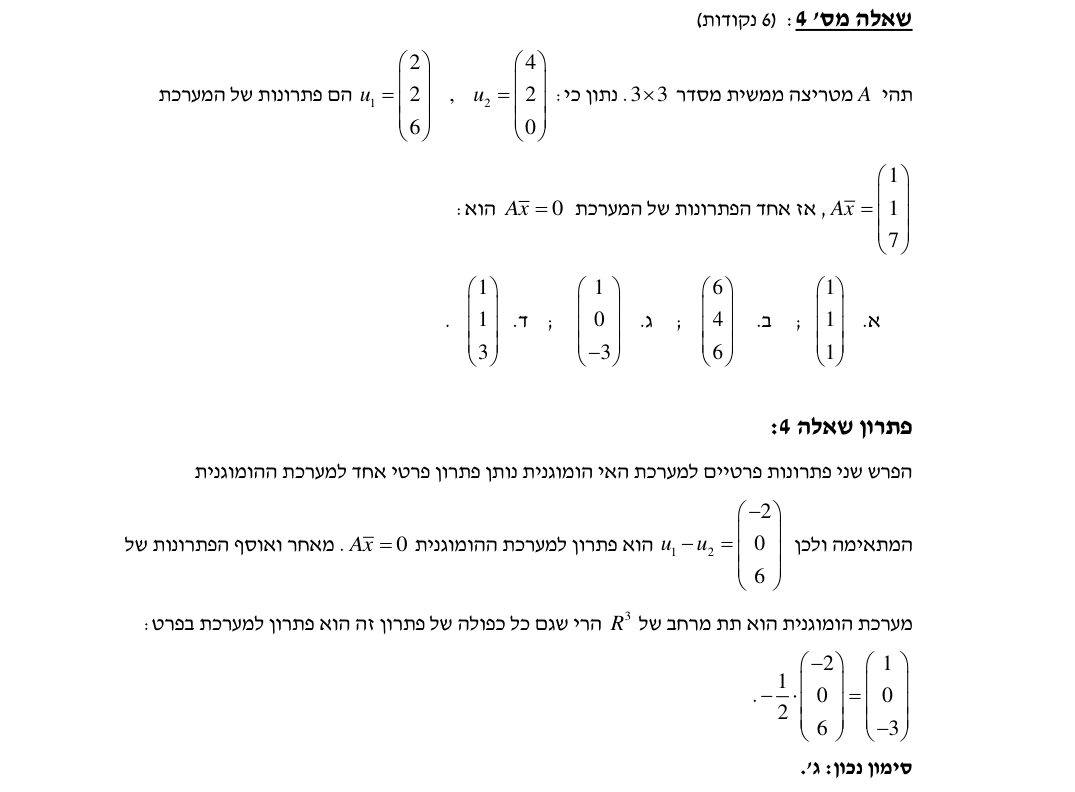 שאלה מס׳ 4 : (6 נקודות)
תהי A מטריצה ממשית מסדר 3×3 . נתון כי : u₂ = (4 2 0) , u₁ = (2 2 6) הם פתרונות של המערכת
Ax̅ = (1 1 7) , אז אחד הפתרונות של המערכת Ax̅ = 0 הוא :
א. (1 1 1) ; ב. (6 4 6) ; ג. (1 0 −3) ; ד. (1 1 3) .
פתרון שאלה 4:
הפרש שני פתרונות פרטיים למערכת האי הומוגנית נותן פתרון פרטי אחד למערכת ההומוגנית
המתאימה ולכן u₁ − u₂ = (−2 0 6) הוא פתרון למערכת ההומוגנית Ax̅ = 0 . מאחר ואוסף הפתרונות של
מערכת הומוגנית הוא תת מרחב של R³ הרי שגם כל כפולה של פתרון זה הוא פתרון למערכת בפרט :
−1/2 · (−2 0 6) = (1 0 −3) .
סימון נכון: ג׳.